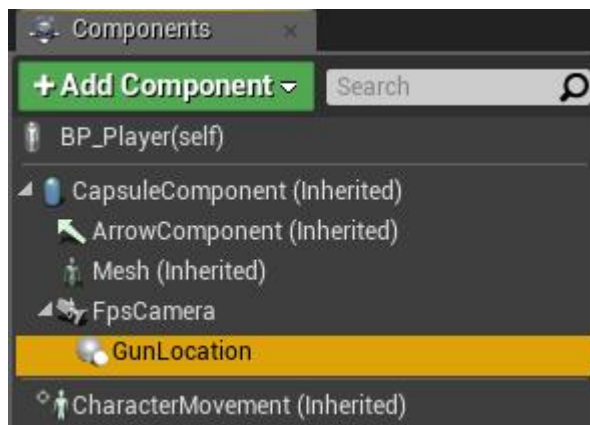 Components
+ Add Component Search
BP_Player(self)
CapsuleComponent (Inherited)
ArrowComponent (Inherited)
Mesh (Inherited)
FpsCamera
GunLocation
CharacterMovement (Inherited)